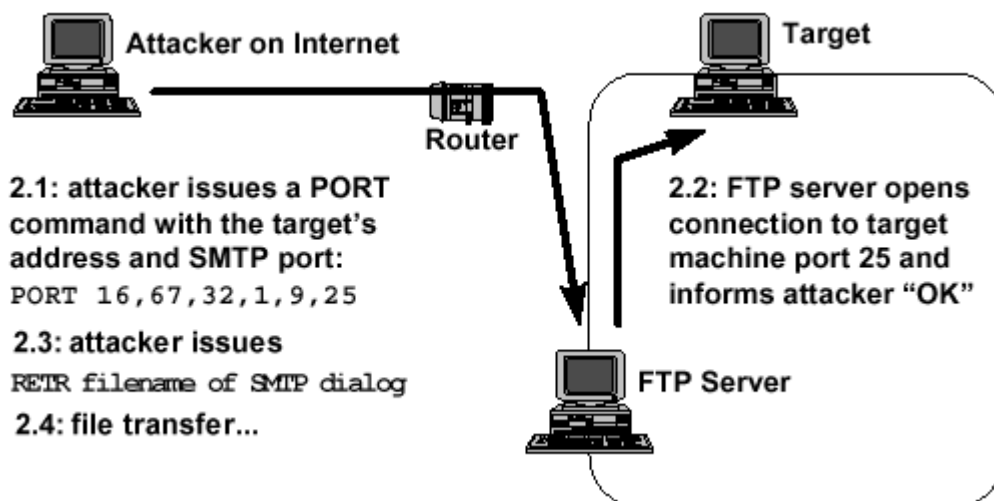 Attacker on Internet
Target
Router
2.1: attacker issues a PORT
command with the target's
address and SMTP port:
PORT 16,67,32,1,9,25
2.2: FTP server opens
connection to target
machine port 25 and
informs attacker “OK”
2.3: attacker issues
RETR filename of SMTP dialog
2.4: file transfer...
FTP Server